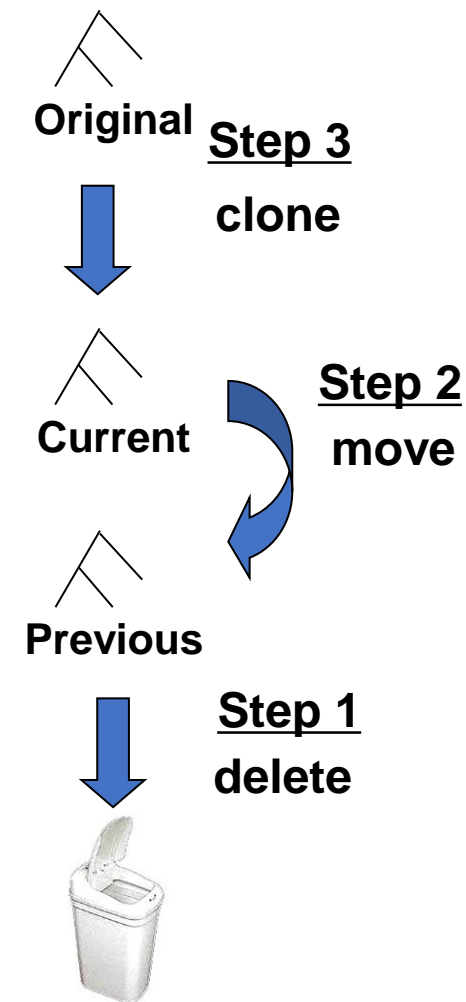 Original
Step 3
clone
Current
Step 2
move
Previous
Step 1
delete